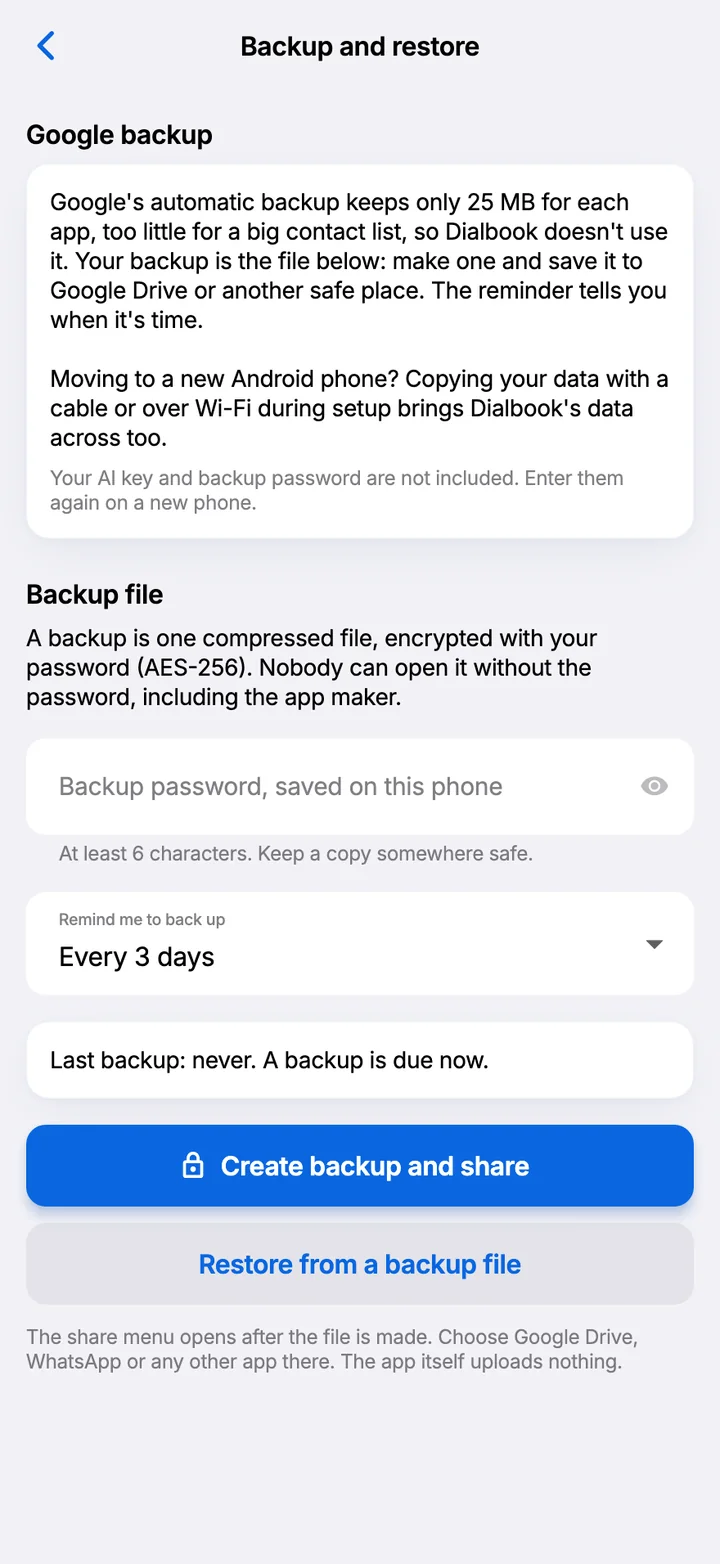 Backup and restore
Google backup
Google's automatic backup keeps only 25 MB for each
app, too little for a big contact list, so Dialbook doesn't use
it. Your backup is the file below: make one and save it to
Google Drive or another safe place. The reminder tells you
when it's time.
Moving to a new Android phone? Copying your data with a
cable or over Wi-Fi during setup brings Dialbook's data
across too.
Your AI key and backup password are not included. Enter them
again on a new phone.
Backup file
A backup is one compressed file, encrypted with your
password (AES-256). Nobody can open it without the
password, including the app maker.
Backup password, saved on this phone
At least 6 characters. Keep a copy somewhere safe.
Remind me to back up
Every 3 days
Last backup: never. A backup is due now.
Create backup and share
Restore from a backup file
The share menu opens after the file is made. Choose Google Drive,
WhatsApp or any other app there. The app itself uploads nothing.